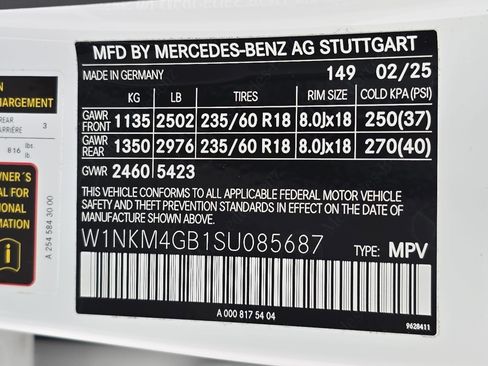 MFD BY MERCEDES-BENZ AG STUTTGART
MADE IN GERMANY 149 02/25
KG LB TIRES RIM SIZE COLD KPA (PSI)
GAWR FRONT 1135 2502 235/60 R18 8.0Jx18 250(37)
GAWR REAR 1350 2976 235/60 R18 8.0Jx18 270(40)
GVWR 2460 5423
THIS VEHICLE CONFORMS TO ALL APPLICABLE FEDERAL MOTOR VEHICLE
SAFETY AND THEFT PREVENTION STANDARDS IN EFFECT ON THE DATE OF
MANUFACTURE SHOWN ABOVE.
W1NKM4GB1SU085687 TYPE: MPV
A 000 817 54 04
9628411
HARGEMENT
REAR
ARRIÈRE 3
816 lbs.
lb.
WNER´S
AL FOR
TIONAL
RMATION
i
A 254 584 30 00